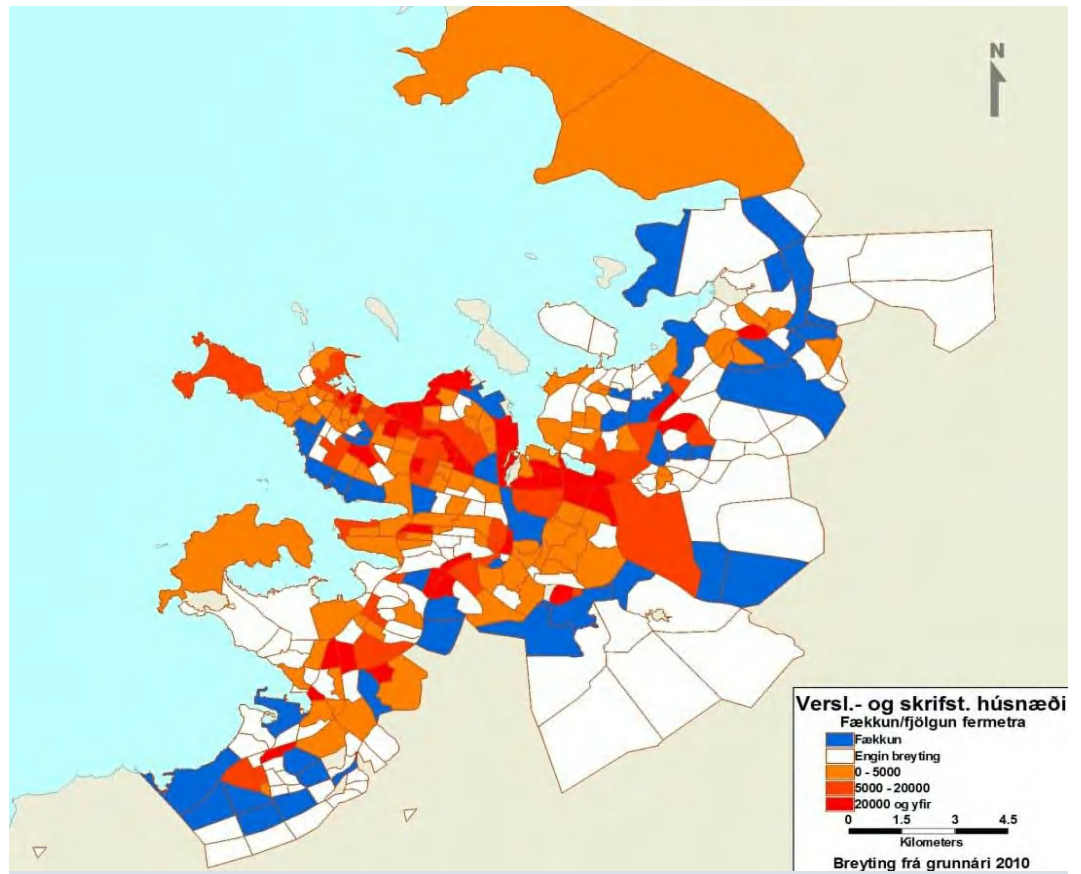 N
Versl.- og skrifst. húsnæði
Fækkun/fjölgun fermetra
Fækkun
Engin breyting
0 - 5000
5000 - 20000
20000 og yfir
0 1.5 3 4.5
Kilometers
Breyting frá grunnári 2010